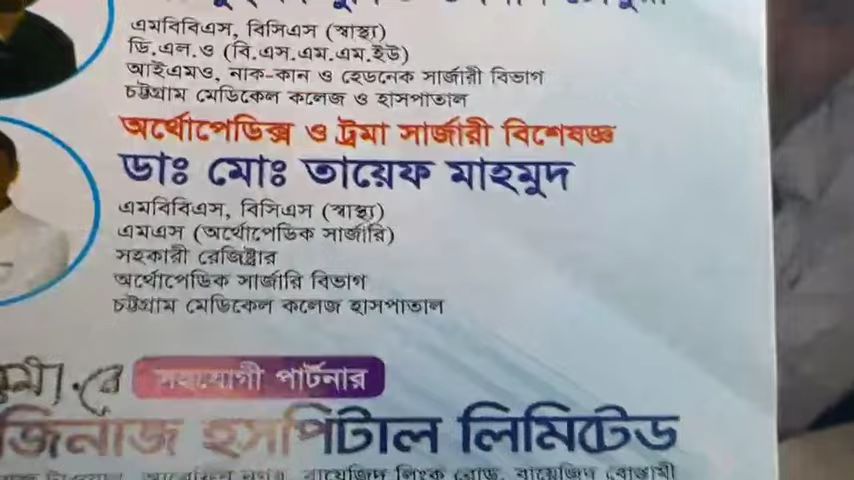 এমবিবিএস, বিসিএস (স্বাস্থ্য)
ডি.এল.ও (বি.এস.এম.এম.ইউ)
আইএমও, নাক-কান ও হেডনেক সার্জারী বিভাগ
চট্টগ্রাম মেডিকেল কলেজ ও হাসপাতাল
অর্থোপেডিক্স ও ট্রমা সার্জারী বিশেষজ্ঞ
ডাঃ মোঃ তায়েফ মাহমুদ
এমবিবিএস, বিসিএস (স্বাস্থ্য)
এমএস (অর্থোপেডিক সার্জারি)
সহকারী রেজিষ্ট্রার
অর্থোপেডিক সার্জারি বিভাগ
চট্টগ্রাম মেডিকেল কলেজ হাসপাতাল
সহযোগী পার্টনার
জিনাজ হসপিটাল লিমিটেড
বায়েজিদ লিংক রোড, বায়েজিদ বোস্তামী